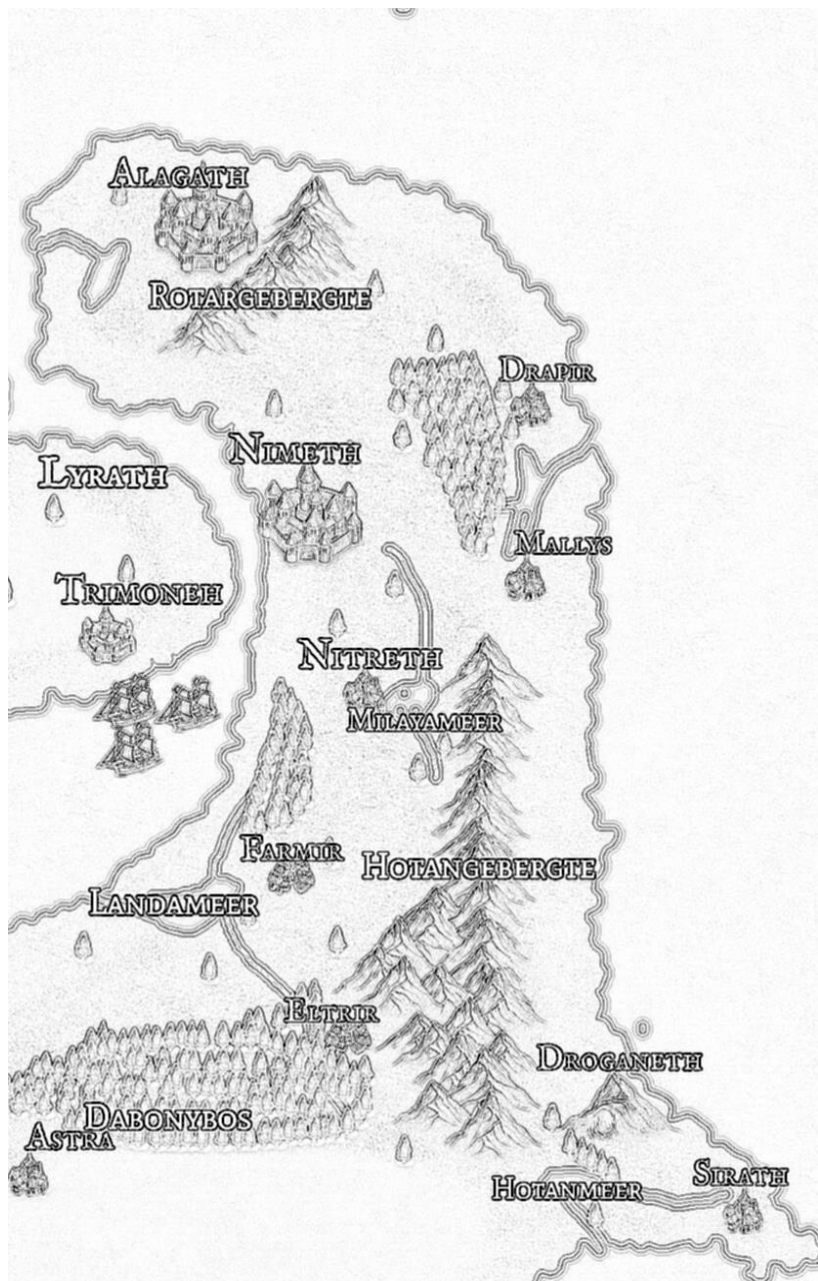 Alagath
Rotargebergte
Drapir
Nimeth
Lyrath
Mallys
Trimoneh
Nitreth
Milayameer
Farmir
Hotangebergte
Landameer
Eltrir
Droganeth
Dabonybos
Astra
Sirath
Hotanmeer